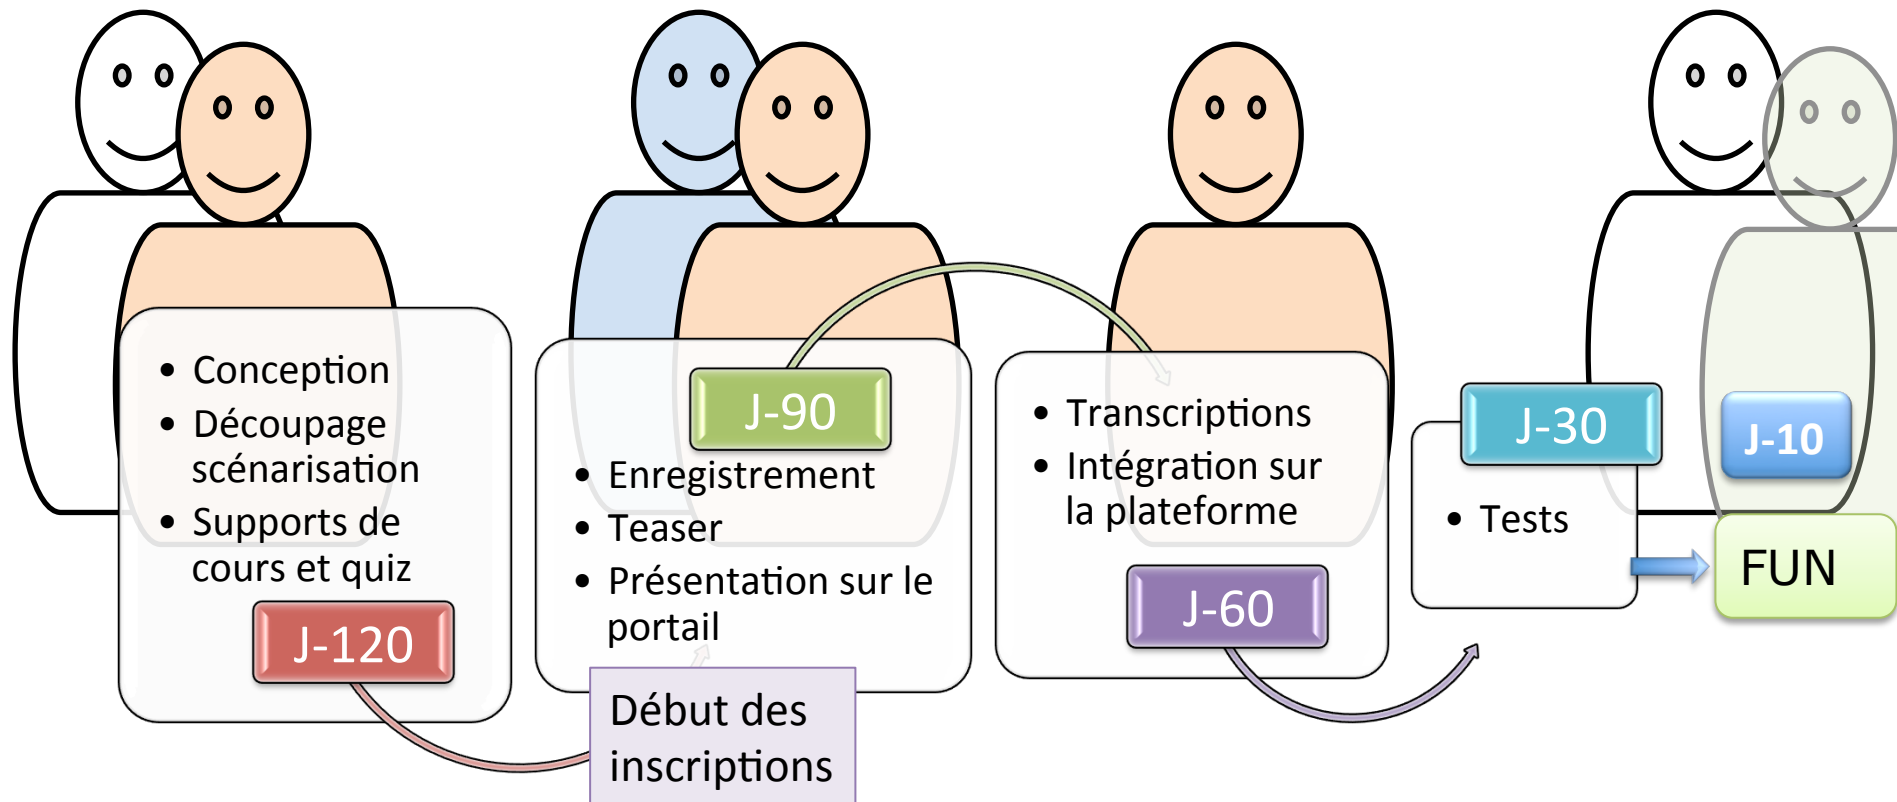 • Conception
• Découpage
scénarisation
• Supports de
cours et quiz
J-120
J-90
• Enregistrement
• Teaser
• Présentation sur le
portail
Début des
inscriptions
• Transcriptions
• Intégration sur
la plateforme
J-60
J-30
• Tests
J-10
FUN